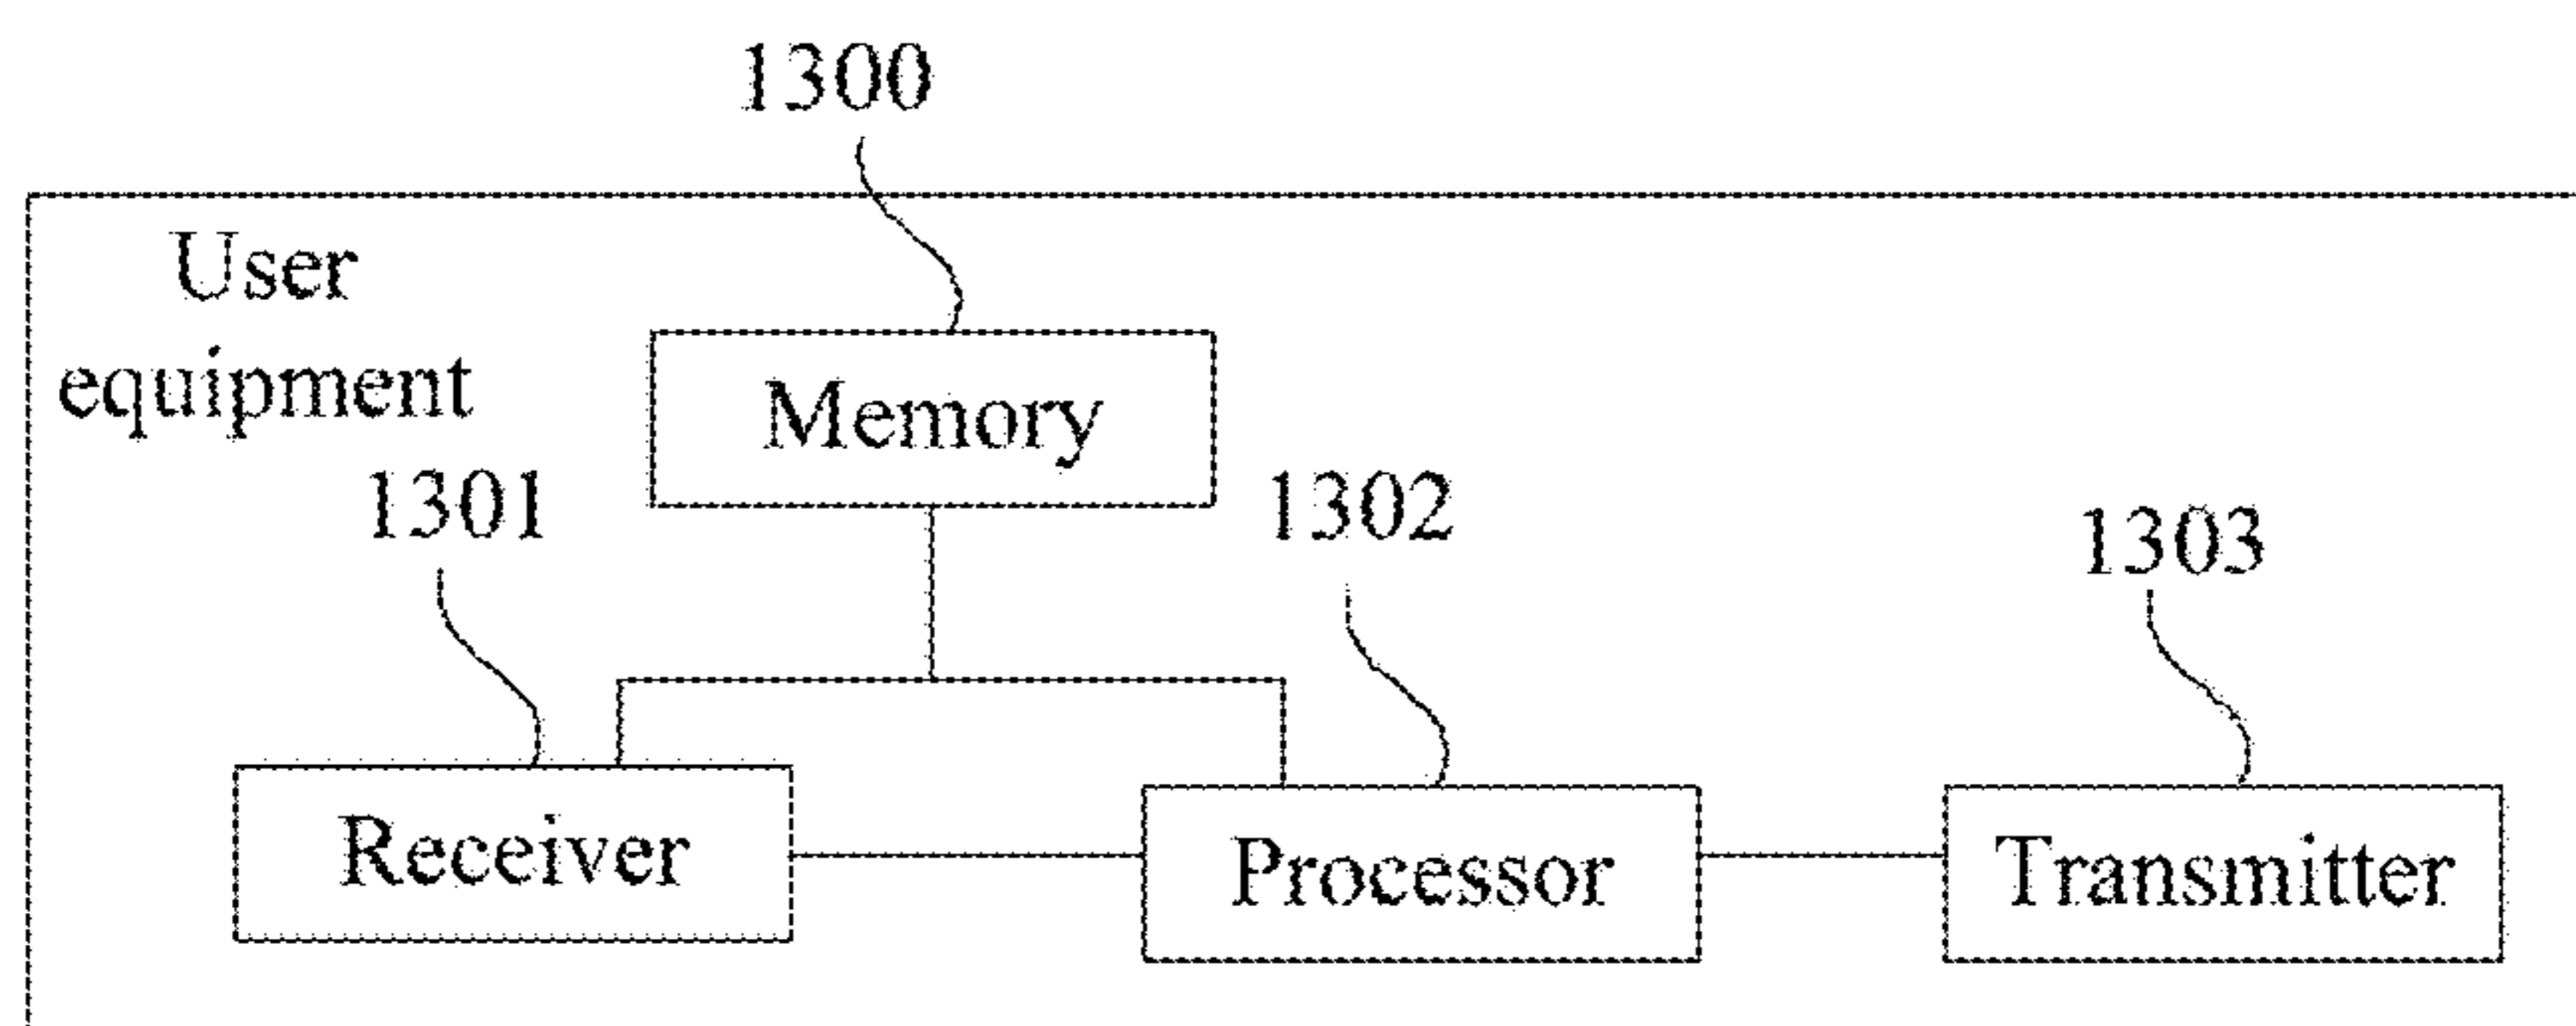 1300
User
equipment
Memory
1301
1302
1303
Receiver
Processor
Transmitter